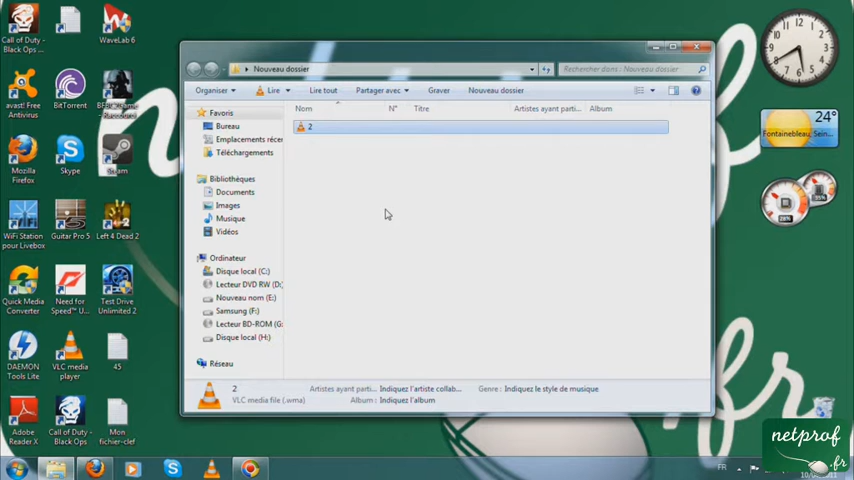 Call of Duty -
Black Ops ...
WaveLab 6
avast! Free
Antivirus
BitTorrent
Mozilla
Firefox
Skype
Steam
WiFi Station
pour Livebox
Guitar Pro 5
Left 4 Dead 2
Quick Media
Converter
Need for
Speed™ U...
Test Drive
Unlimited 2
DAEMON
Tools Lite
VLC media
player
45
Adobe
Reader X
Call of Duty -
Black Ops
Mon
fichier-clef
Nouveau dossier
Rechercher dans : Nouveau dossier
Organiser
Lire
Lire tout
Partager avec
Graver
Nouveau dossier
Nom
N°
Titre
Artistes ayant parti...
Album
2
Favoris
Bureau
Emplacements récen
Téléchargements
Bibliothèques
Documents
Images
Musique
Vidéos
Ordinateur
Disque local (C:)
Lecteur DVD RW (D:
Nouveau nom (E:)
Samsung (F:)
Lecteur BD-ROM (G:
Disque local (H:)
Réseau
2
VLC media file (.wma)
Artistes ayant parti... Indiquez l'artiste collab...
Album : Indiquez l'album
Genre : Indiquez le style de musique
24°
Fontainebleau, Sein...
28%
FR
netprof
.fr